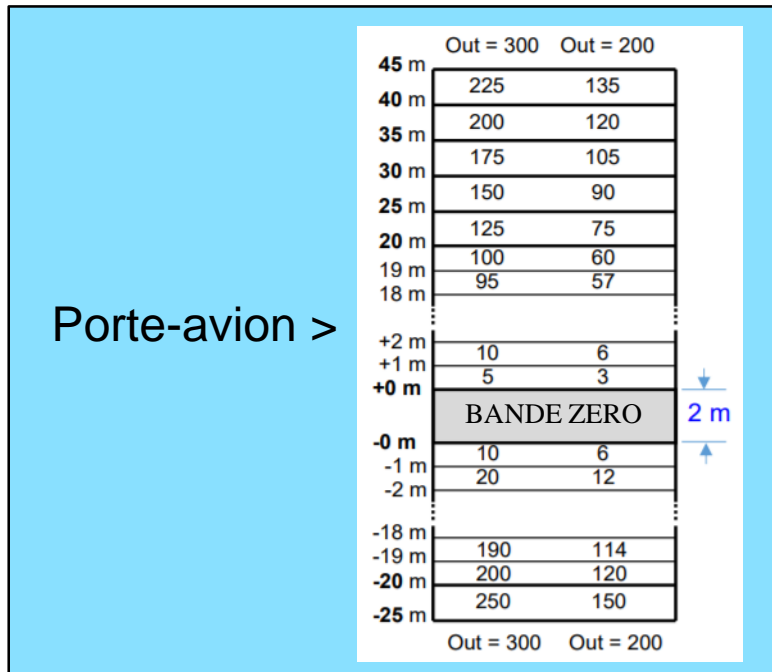 Out = 300 Out = 200
45 m
225 135
40 m
200 120
35 m
175 105
30 m
150 90
25 m
125 75
20 m
100 60
19 m
95 57
18 m
Porte-avion >
+2 m
10 6
+1 m
5 3
+0 m
BANDE ZERO
2 m
-0 m
10 6
-1 m
20 12
-2 m
-18 m
190 114
-19 m
200 120
-20 m
250 150
-25 m
Out = 300 Out = 200